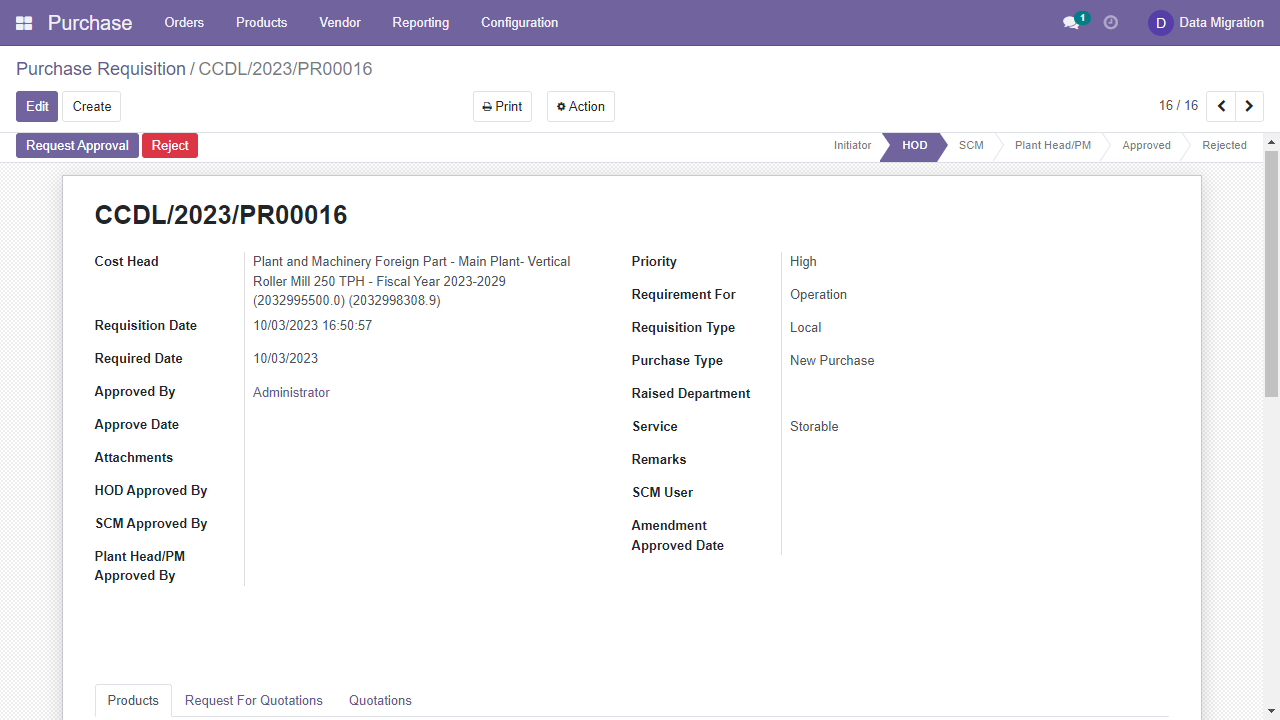 Purchase Orders Products Vendor Reporting Configuration 1 D Data Migration
Purchase Requisition / CCDL/2023/PR00016
Edit Create Print Action 16 / 16
Request Approval Reject Initiator HOD SCM Plant Head/PM Approved Rejected
CCDL/2023/PR00016
Cost Head Plant and Machinery Foreign Part - Main Plant- Vertical
Roller Mill 250 TPH - Fiscal Year 2023-2029
(2032995500.0) (2032998308.9)
Requisition Date 10/03/2023 16:50:57
Required Date 10/03/2023
Approved By Administrator
Approve Date
Attachments
HOD Approved By
SCM Approved By
Plant Head/PM
Approved By
Priority High
Requirement For Operation
Requisition Type Local
Purchase Type New Purchase
Raised Department
Service Storable
Remarks
SCM User
Amendment
Approved Date
Products Request For Quotations Quotations